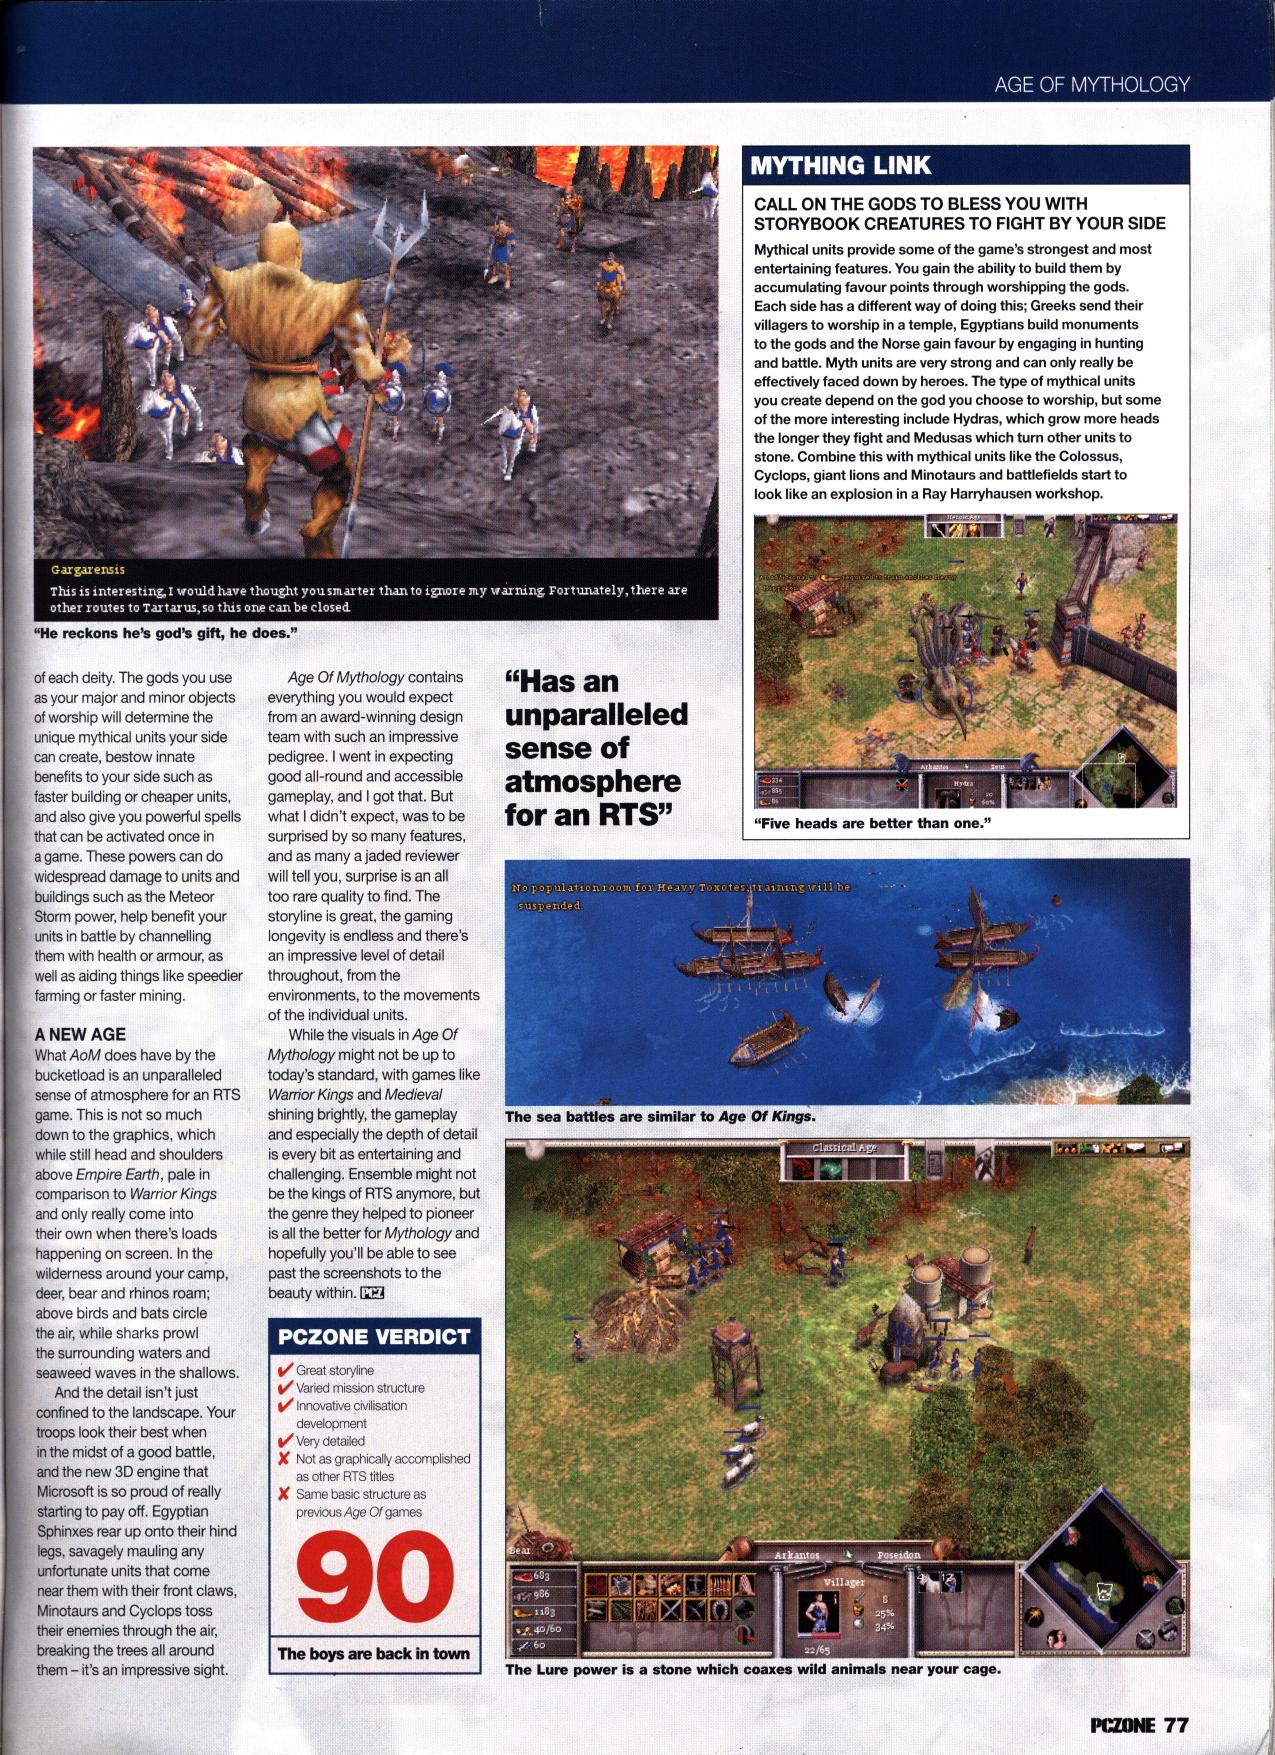 AGE OF MYTHOLOGY
Gargarensis
This is interesting, I would have thought you smarter than to ignore my warning. Fortunately, there are
other routes to Tartarus, so this one can be closed.
“He reckons he’s god’s gift, he does.”
of each deity. The gods you use
as your major and minor objects
of worship will determine the
unique mythical units your side
can create, bestow innate
benefits to your side such as
faster building or cheaper units,
and also give you powerful spells
that can be activated once in
a game. These powers can do
widespread damage to units and
buildings such as the Meteor
Storm power, help benefit your
units in battle by channelling
them with health or armour, as
well as aiding things like speedier
farming or faster mining.
A NEW AGE
What AoM does have by the
bucketload is an unparalleled
sense of atmosphere for an RTS
game. This is not so much
down to the graphics, which
while still head and shoulders
above Empire Earth, pale in
comparison to Warrior Kings
and only really come into
their own when there’s loads
happening on screen. In the
wilderness around your camp,
deer, bear and rhinos roam;
above birds and bats circle
the air, while sharks prowl
the surrounding waters and
seaweed waves in the shallows.
And the detail isn’t just
confined to the landscape. Your
troops look their best when
in the midst of a good battle,
and the new 3D engine that
Microsoft is so proud of really
starting to pay off. Egyptian
Sphinxes rear up onto their hind
legs, savagely mauling any
unfortunate units that come
near them with their front claws,
Minotaurs and Cyclops toss
their enemies through the air,
breaking the trees all around
them – it’s an impressive sight.
Age Of Mythology contains
everything you would expect
from an award-winning design
team with such an impressive
pedigree. I went in expecting
good all-round and accessible
gameplay, and I got that. But
what I didn’t expect, was to be
surprised by so many features,
and as many a jaded reviewer
will tell you, surprise is an all
too rare quality to find. The
storyline is great, the gaming
longevity is endless and there’s
an impressive level of detail
throughout, from the
environments, to the movements
of the individual units.
While the visuals in Age Of
Mythology might not be up to
today’s standard, with games like
Warrior Kings and Medieval
shining brightly, the gameplay
and especially the depth of detail
is every bit as entertaining and
challenging. Ensemble might not
be the kings of RTS anymore, but
the genre they helped to pioneer
is all the better for Mythology and
hopefully you’ll be able to see
past the screenshots to the
beauty within. PCZ
PCZONE VERDICT
✔ Great storyline
✔ Varied mission structure
✔ Innovative civilisation
development
✔ Very detailed
✘ Not as graphically accomplished
as other RTS titles
✘ Same basic structure as
previous Age Of games
90
The boys are back in town
“Has an
unparalleled
sense of
atmosphere
for an RTS”
MYTHING LINK
CALL ON THE GODS TO BLESS YOU WITH
STORYBOOK CREATURES TO FIGHT BY YOUR SIDE
Mythical units provide some of the game’s strongest and most
entertaining features. You gain the ability to build them by
accumulating favour points through worshipping the gods.
Each side has a different way of doing this; Greeks send their
villagers to worship in a temple, Egyptians build monuments
to the gods and the Norse gain favour by engaging in hunting
and battle. Myth units are very strong and can only really be
effectively faced down by heroes. The type of mythical units
you create depend on the god you choose to worship, but some
of the more interesting include Hydras, which grow more heads
the longer they fight and Medusas which turn other units to
stone. Combine this with mythical units like the Colossus,
Cyclops, giant lions and Minotaurs and battlefields start to
look like an explosion in a Ray Harryhausen workshop.
Heroic Age
Arkantos Zeus
Hydra
334
885
86
20
60%
“Five heads are better than one.”
No population room for Heavy Toxotes, training will be
suspended.
The sea battles are similar to Age Of Kings.
Classical Age
Bear
Arkantos Poseidon
683
986
1183
40/60
60
Villager
8
25%
34%
22/65
12
The Lure power is a stone which coaxes wild animals near your cage.
PCZONE 77